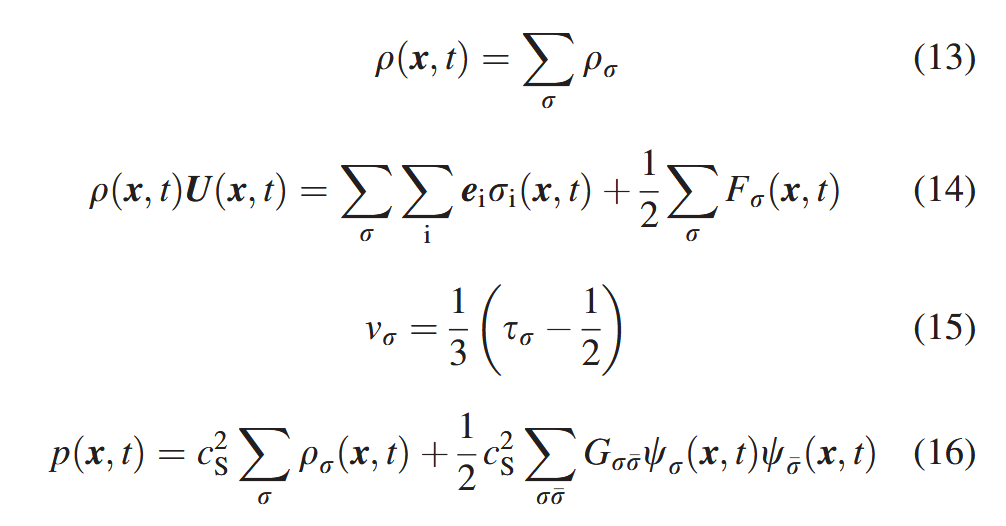 ρ(x, t) = ∑_σ ρ_σ (13)
ρ(x, t)U(x, t) = ∑_σ ∑_i e_i σ_i(x, t) + 1/2 ∑_σ F_σ(x, t) (14)
ν_σ = 1/3 (τ_σ − 1/2) (15)
p(x, t) = c_S^2 ∑_σ ρ_σ(x, t) + 1/2 c_S^2 ∑_{σσ̄} G_{σσ̄} ψ_σ(x, t)ψ_σ̄(x, t) (16)